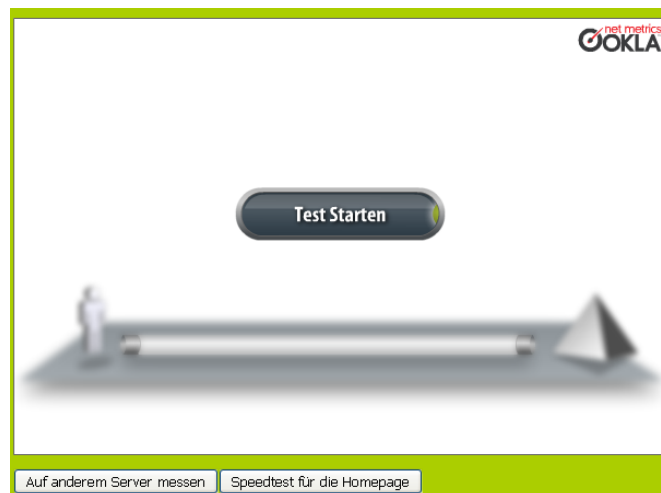 net metrics
OOKLA
Test Starten
Auf anderem Server messen
Speedtest für die Homepage